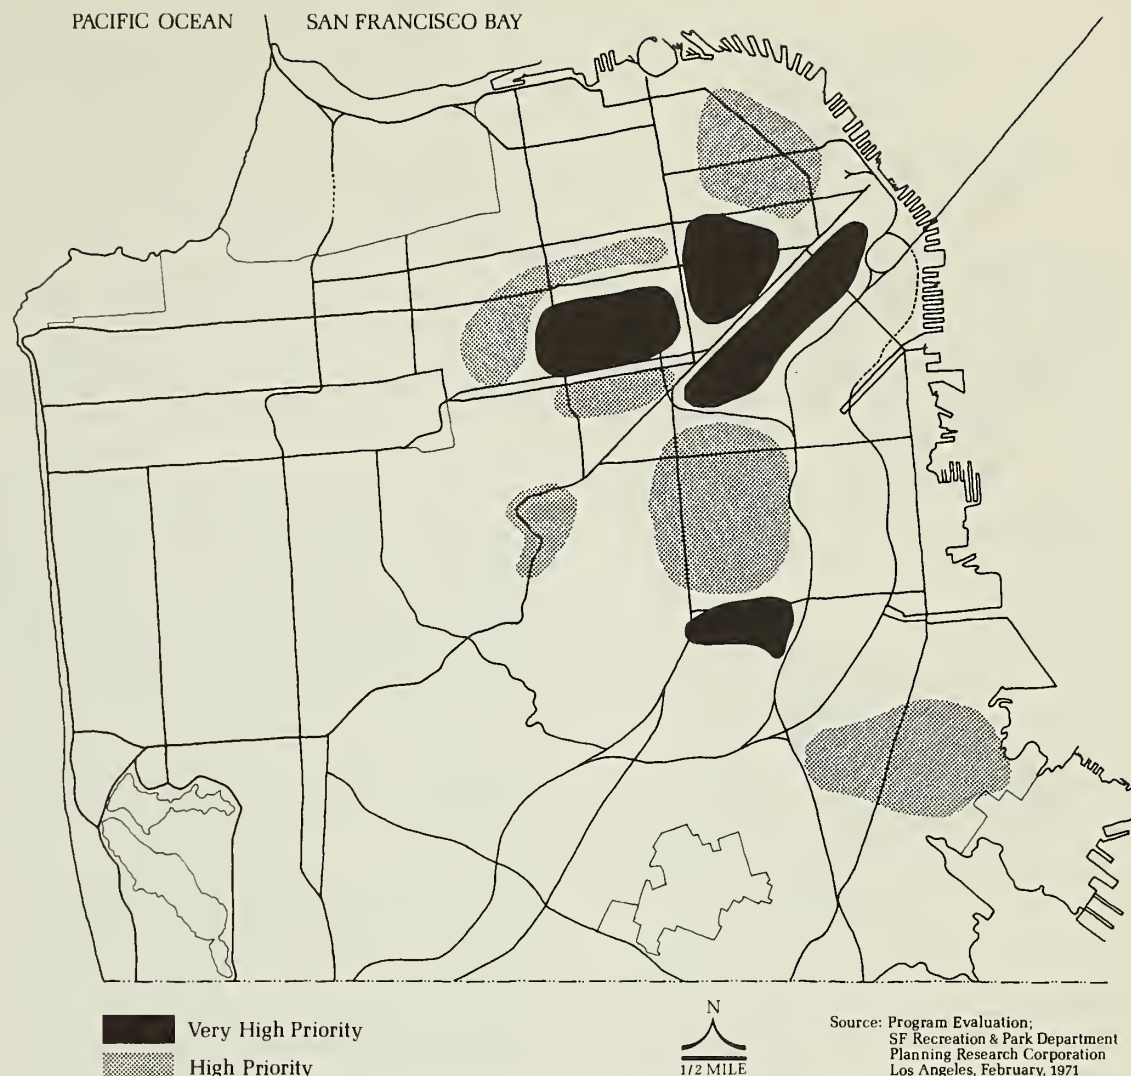 PACIFIC OCEAN
SAN FRANCISCO BAY
Very High Priority
High Priority
N
1/2 MILE
Source: Program Evaluation;
SF Recreation & Park Department
Planning Research Corporation
Los Angeles, February, 1971